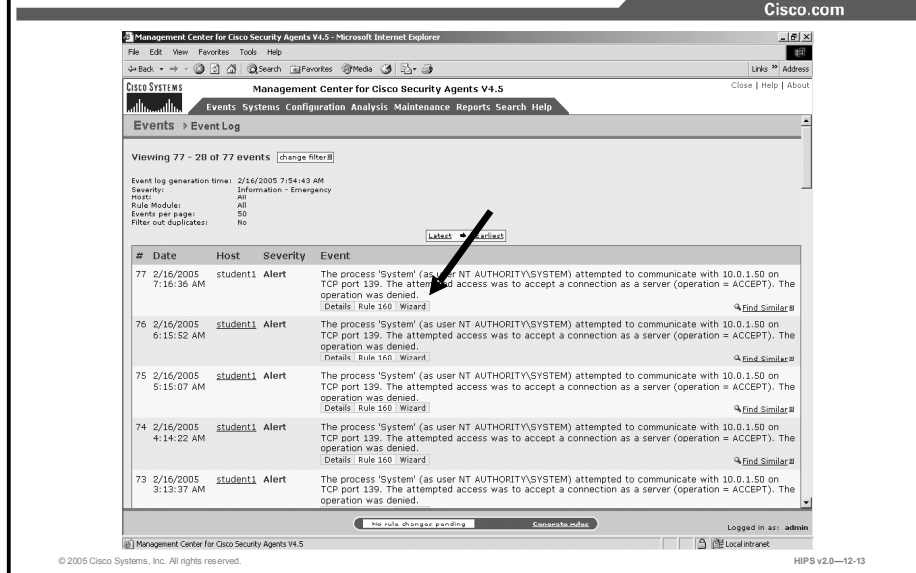 Cisco.com
Management Center for Cisco Security Agents V4.5 - Microsoft Internet Explorer
File Edit View Favorites Tools Help
Back Search Favorites Media Links » Address
CISCO SYSTEMS Management Center for Cisco Security Agents V4.5 Close | Help | About
Events Systems Configuration Analysis Maintenance Reports Search Help
Events > Event Log
Viewing 77 - 28 of 77 events change filter
Event log generation time: 2/16/2005 7:54:43 AM
Severity: Information - Emergency
Host: All
Rule Module: All
Events per page: 50
Filter out duplicates: No
Latest Earliest
# Date Host Severity Event
77 2/16/2005 7:16:36 AM student1 Alert The process 'System' (as user NT AUTHORITY\SYSTEM) attempted to communicate with 10.0.1.50 on
TCP port 139. The attempted access was to accept a connection as a server (operation = ACCEPT). The
operation was denied.
Details Rule 160 Wizard Find Similar
76 2/16/2005 6:15:52 AM student1 Alert The process 'System' (as user NT AUTHORITY\SYSTEM) attempted to communicate with 10.0.1.50 on
TCP port 139. The attempted access was to accept a connection as a server (operation = ACCEPT). The
operation was denied.
Details Rule 160 Wizard Find Similar
75 2/16/2005 5:15:07 AM student1 Alert The process 'System' (as user NT AUTHORITY\SYSTEM) attempted to communicate with 10.0.1.50 on
TCP port 139. The attempted access was to accept a connection as a server (operation = ACCEPT). The
operation was denied.
Details Rule 160 Wizard Find Similar
74 2/16/2005 4:14:22 AM student1 Alert The process 'System' (as user NT AUTHORITY\SYSTEM) attempted to communicate with 10.0.1.50 on
TCP port 139. The attempted access was to accept a connection as a server (operation = ACCEPT). The
operation was denied.
Details Rule 160 Wizard Find Similar
73 2/16/2005 3:13:37 AM student1 Alert The process 'System' (as user NT AUTHORITY\SYSTEM) attempted to communicate with 10.0.1.50 on
TCP port 139. The attempted access was to accept a connection as a server (operation = ACCEPT). The
operation was denied.
No rule changes pending Generate rules Logged in as: admin
Management Center for Cisco Security Agents V4.5 Local intranet
© 2005 Cisco Systems, Inc. All rights reserved. HIPS v2.0—12-13